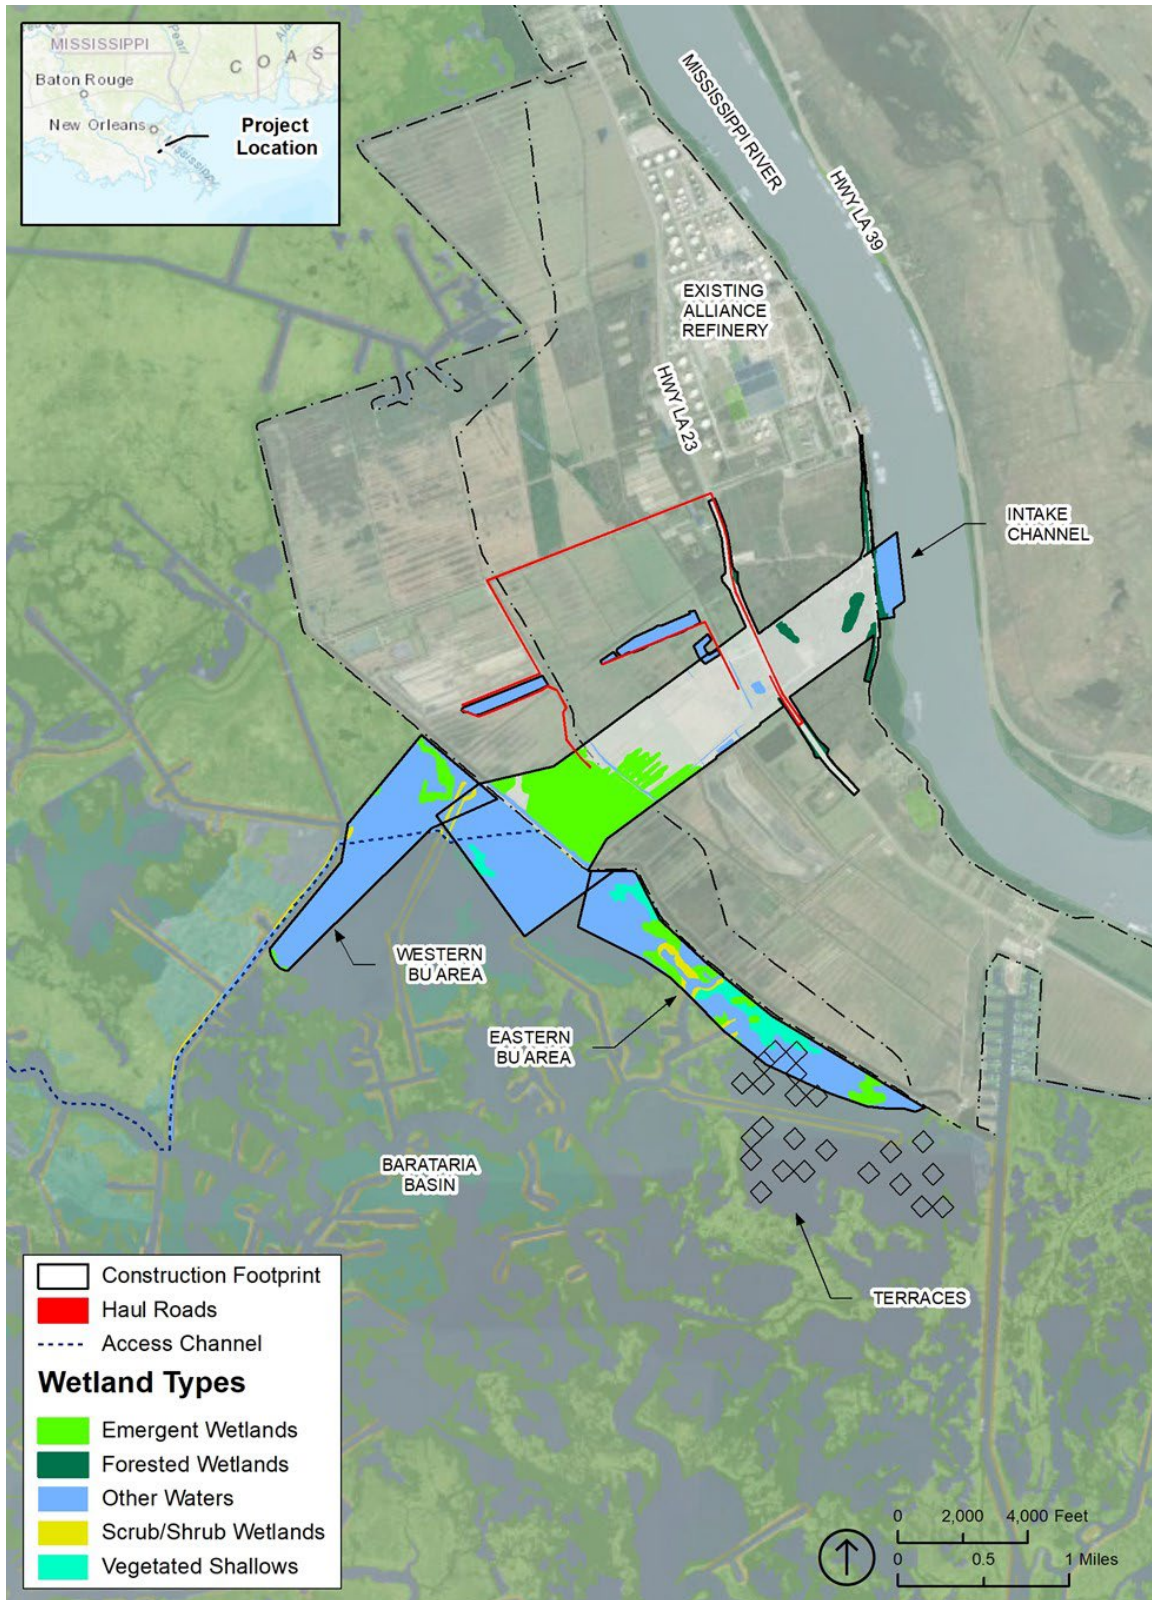 MISSISSIPPI
Pearl
C O A S
Baton Rouge
New Orleans
Project
Location
Mississippi
MISSISSIPPI RIVER
HWY LA 39
EXISTING
ALLIANCE
REFINERY
HWY LA 23
INTAKE
CHANNEL
WESTERN
BU AREA
EASTERN
BU AREA
BARATARIA
BASIN
TERRACES
Construction Footprint
Haul Roads
Access Channel
Wetland Types
Emergent Wetlands
Forested Wetlands
Other Waters
Scrub/Shrub Wetlands
Vegetated Shallows
0 2,000 4,000 Feet
0 0.5 1 Miles